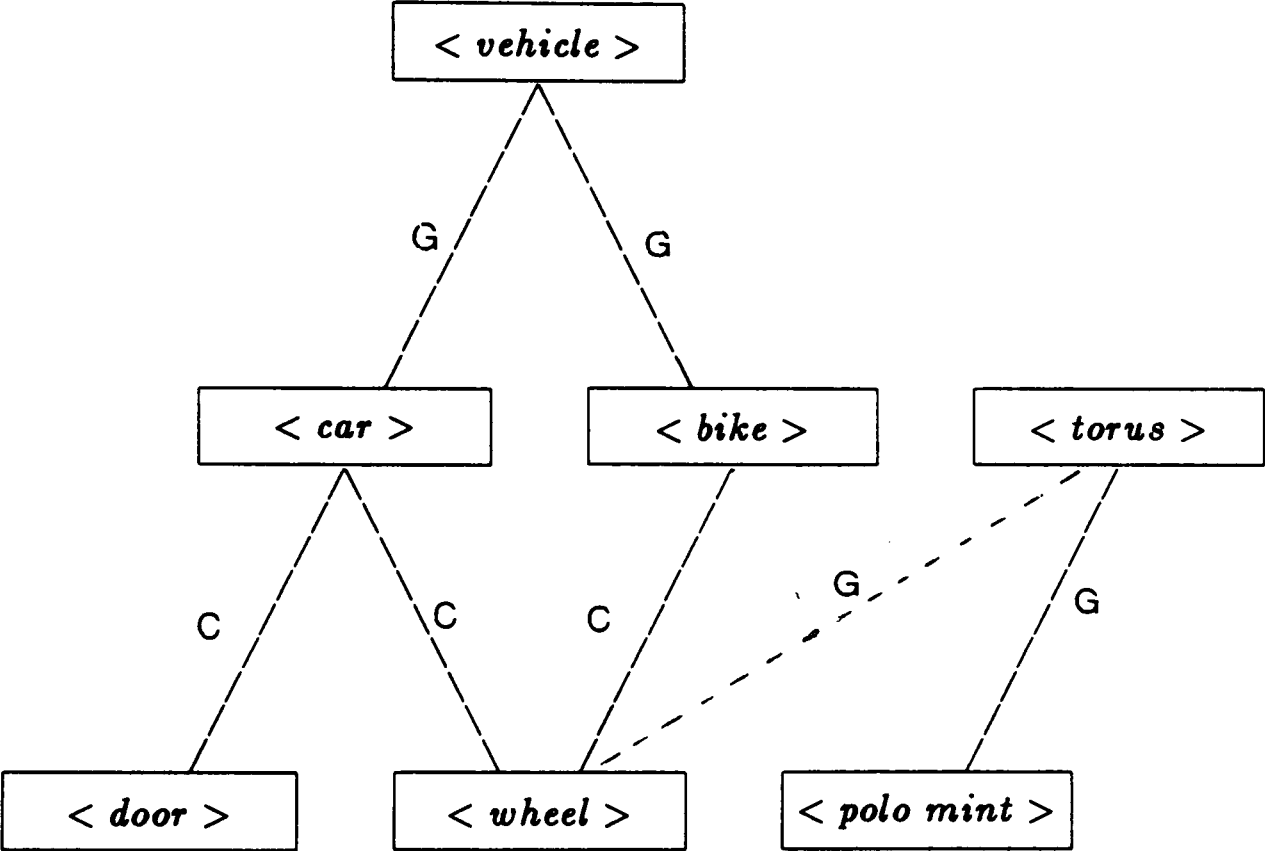 < vehicle >
G
G
< car >
< bike >
< torus >
C
C
C
G
G
< door >
< wheel >
< polo mint >